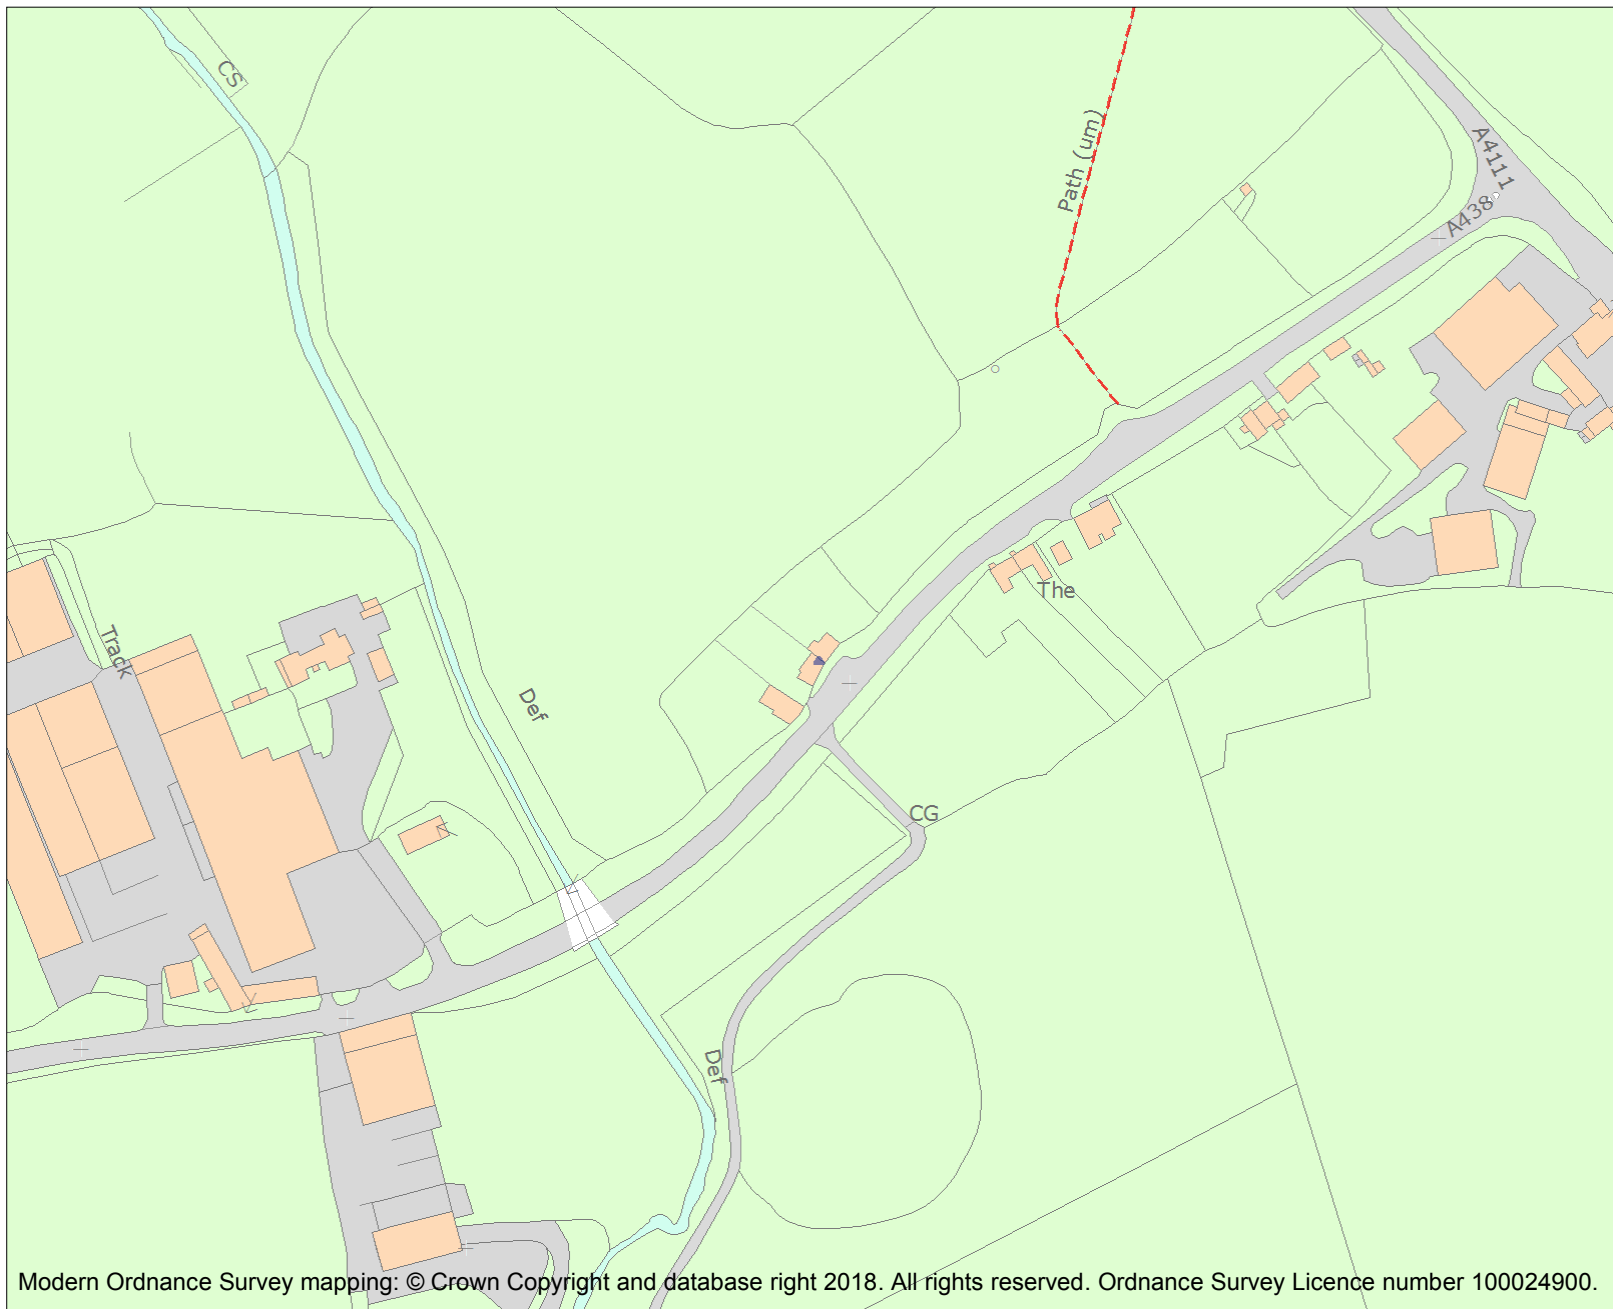 CS
Path (um)
A4111
A438
The
Track
Def
CG
Def
Modern Ordnance Survey mapping: © Crown Copyright and database right 2018. All rights reserved. Ordnance Survey Licence number 100024900.